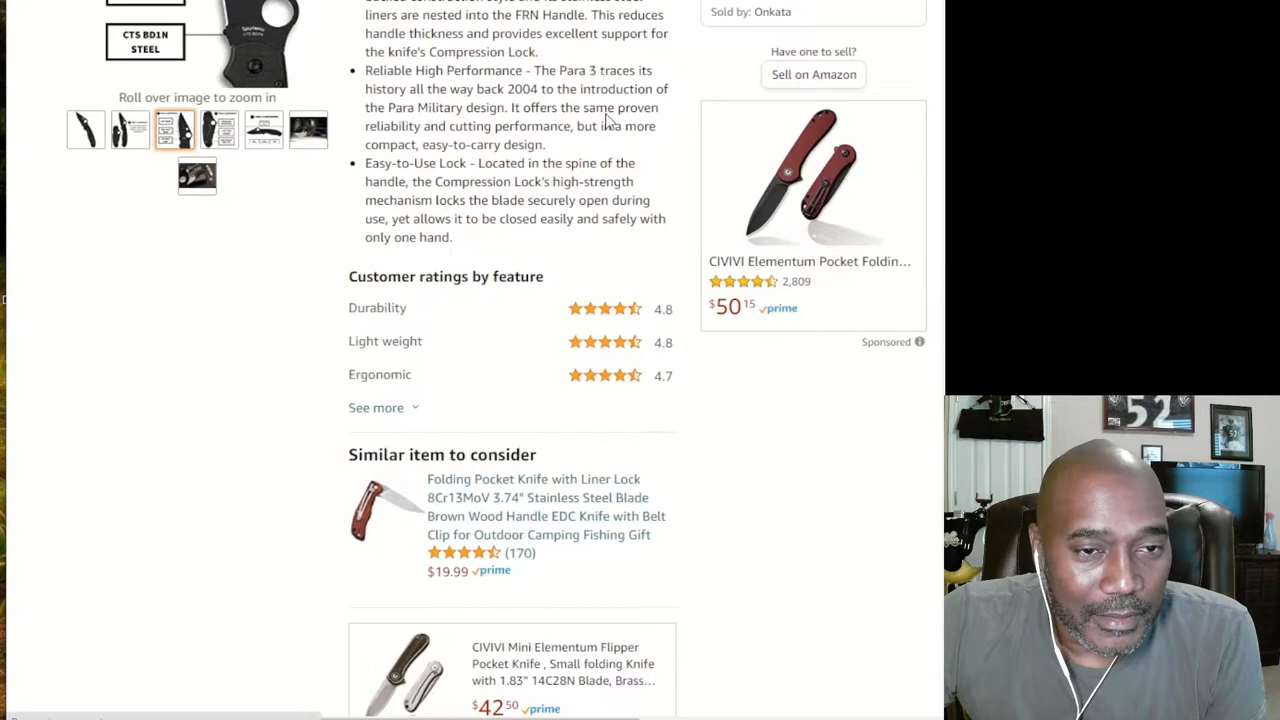 CTS BD1N
STEEL
Roll over image to zoom in
liners are nested into the FRN Handle. This reduces
handle thickness and provides excellent support for
the knife's Compression Lock.
Reliable High Performance - The Para 3 traces its
history all the way back 2004 to the introduction of
the Para Military design. It offers the same proven
reliability and cutting performance, but in a more
compact, easy-to-carry design.
Easy-to-Use Lock - Located in the spine of the
handle, the Compression Lock's high-strength
mechanism locks the blade securely open during
use, yet allows it to be closed easily and safely with
only one hand.
Customer ratings by feature
Durability 4.8
Light weight 4.8
Ergonomic 4.7
See more
Similar item to consider
Folding Pocket Knife with Liner Lock
8Cr13MoV 3.74" Stainless Steel Blade
Brown Wood Handle EDC Knife with Belt
Clip for Outdoor Camping Fishing Gift
(170)
$19.99 prime
CIVIVI Mini Elementum Flipper
Pocket Knife , Small folding Knife
with 1.83" 14C28N Blade, Brass...
$42 50 prime
Sold by: Onkata
Have one to sell?
Sell on Amazon
CIVIVI Elementum Pocket Foldin...
2,809
$50 15 prime
Sponsored
52